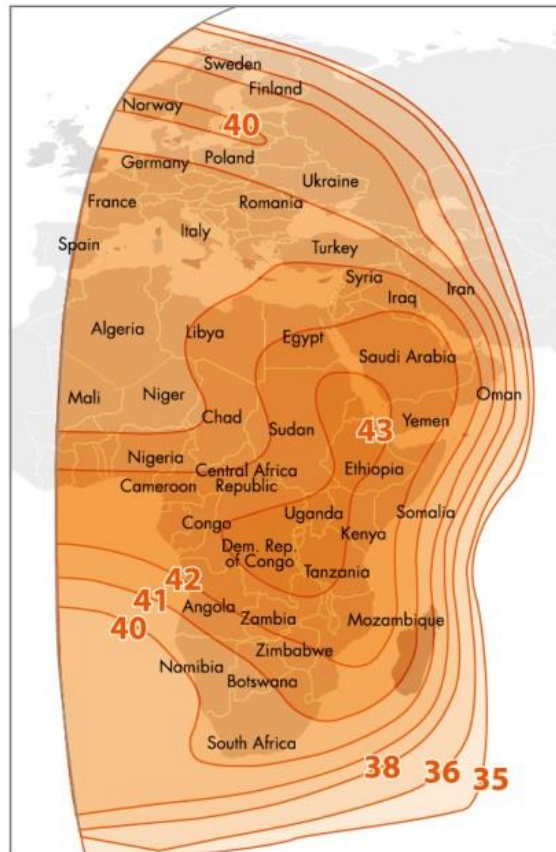 Sweden
Finland
Norway
40
Germany
Poland
Ukraine
France
Romania
Italy
Spain
Turkey
Syria
Iran
Iraq
Algeria
Libya
Egypt
Saudi Arabia
Oman
Mali
Niger
Chad
Yemen
Sudan
43
Nigeria
Central Africa
Republic
Ethiopia
Cameroon
Congo
Uganda
Somalia
Kenya
Dem. Rep.
of Congo
Tanzania
42
41
Angola
40
Zambia
Mozambique
Zimbabwe
Namibia
Botswana
South Africa
38
36
35